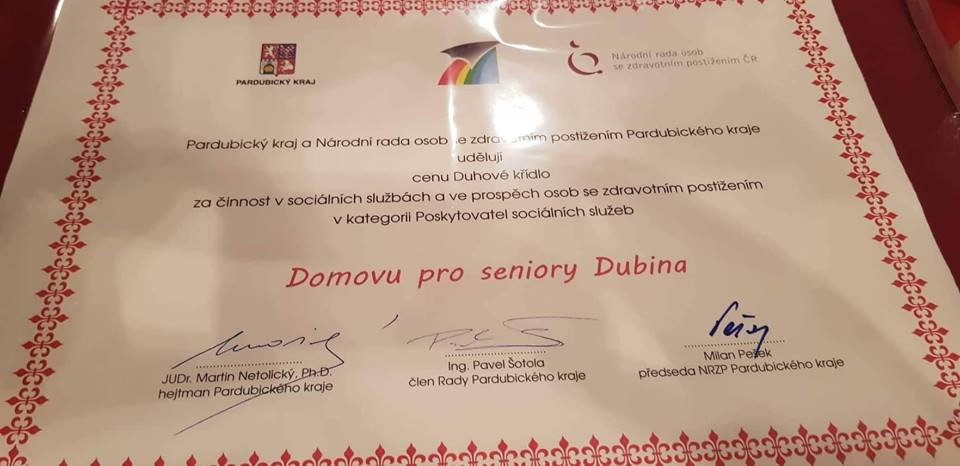 PARDUBICKÝ KRAJ
Národní rada osob
se zdravotním postižením ČR
Pardubický kraj a Národní rada osob se zdravotním postižením Pardubického kraje
udělují
cenu Duhové křídlo
za činnost v sociálních službách a ve prospěch osob se zdravotním postižením
v kategorii Poskytovatel sociálních služeb
Domovu pro seniory Dubina
JUDr. Martin Netolický, Ph.D.
hejtman Pardubického kraje
Ing. Pavel Šotola
člen Rady Pardubického kraje
Milan Pešek
předseda NRZP Pardubického kraje